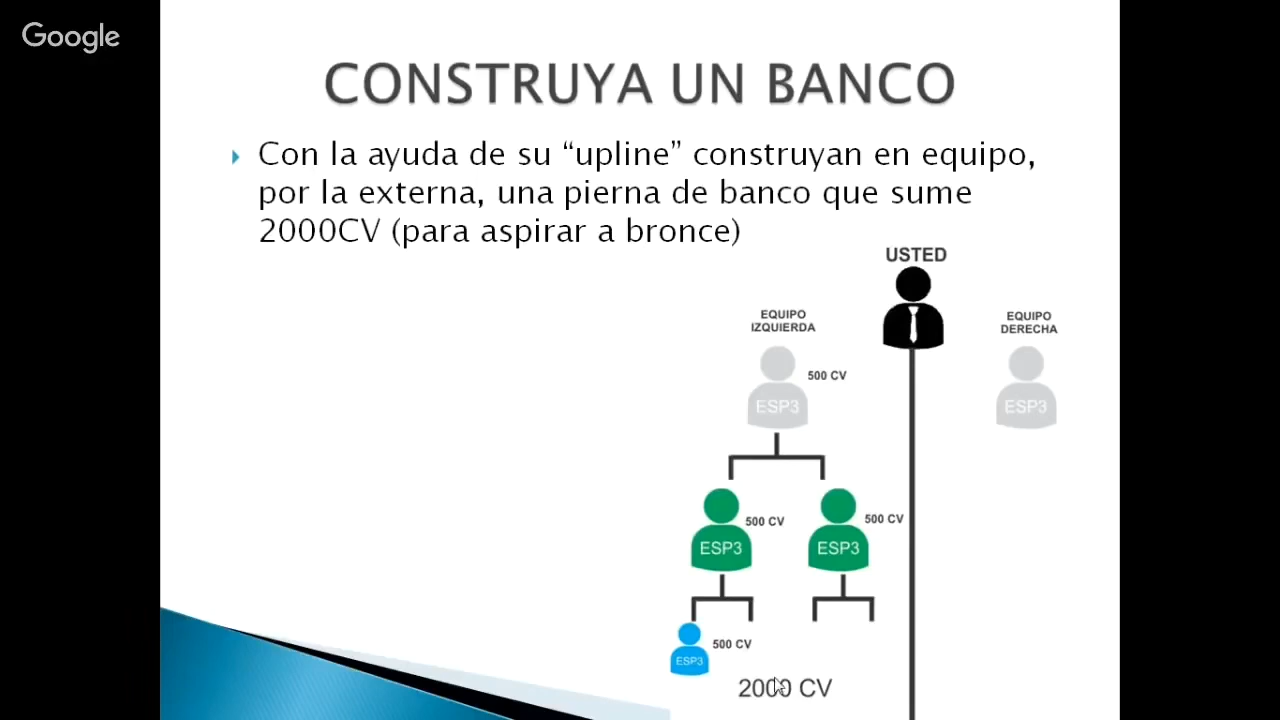 Google
CONSTRUYA UN BANCO
Con la ayuda de su “upline” construyan en equipo,
por la externa, una pierna de banco que sume
2000CV (para aspirar a bronce)
USTED
EQUIPO
IZQUIERDA
EQUIPO
DERECHA
500 CV
ESP3
ESP3
500 CV
500 CV
ESP3
ESP3
500 CV
ESP3
2000 CV